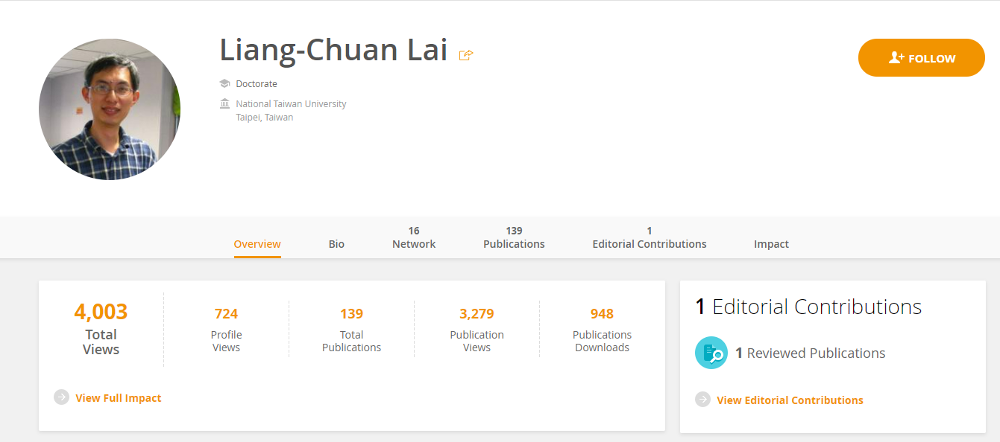 Liang-Chuan Lai
FOLLOW
Doctorate
National Taiwan University
Taipei, Taiwan
Overview
Bio
16
Network
139
Publications
1
Editorial Contributions
Impact
4,003
Total
Views
724
Profile
Views
139
Total
Publications
3,279
Publication
Views
948
Publications
Downloads
View Full Impact
1 Editorial Contributions
1 Reviewed Publications
View Editorial Contributions